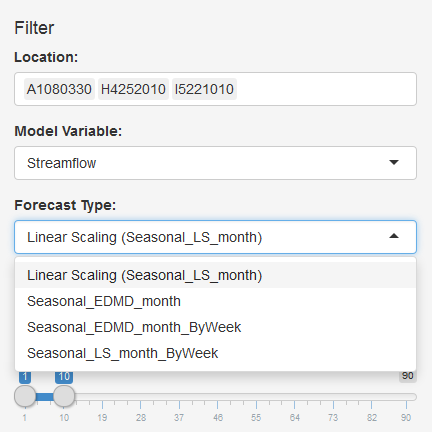 Filter
Location:
A1080330 H4252010 I5221010
Model Variable:
Streamflow
Forecast Type:
Linear Scaling (Seasonal_LS_month)
Linear Scaling (Seasonal_LS_month)
Seasonal_EDMD_month
Seasonal_EDMD_month_ByWeek
Seasonal_LS_month_ByWeek
1 10 90
1 10 19 28 37 46 55 64 73 82 90